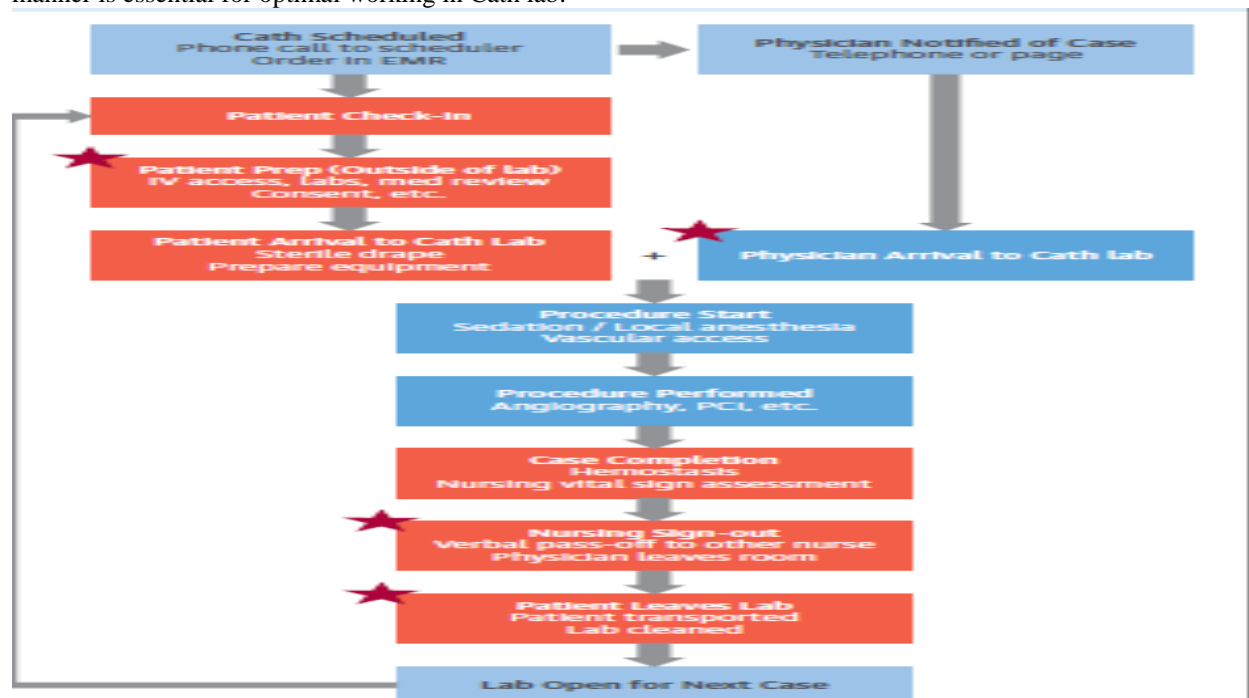 manner is essential for optimal working in Cath lab.
Cath Scheduled
Phone call to scheduler
Order in EMR
Physician Notified of Case
Telephone or page
Patient Check-In
Patient Prep (Outside of lab)
IV access, labs, med review
Consent, etc.
Patient Arrival to Cath Lab
Sterile drape
Prepare equipment
+
Physician Arrival to Cath lab
Procedure Start
Sedation / Local anesthesia
Vascular access
Procedure Performed
Angiography, PCI, etc.
Case Completion
Hemostasis
Nursing vital sign assessment
Nursing Sign-out
Verbal pass-off to other nurse
Physician leaves room
Patient Leaves Lab
Patient transported
Lab cleaned
Lab Open for Next Case